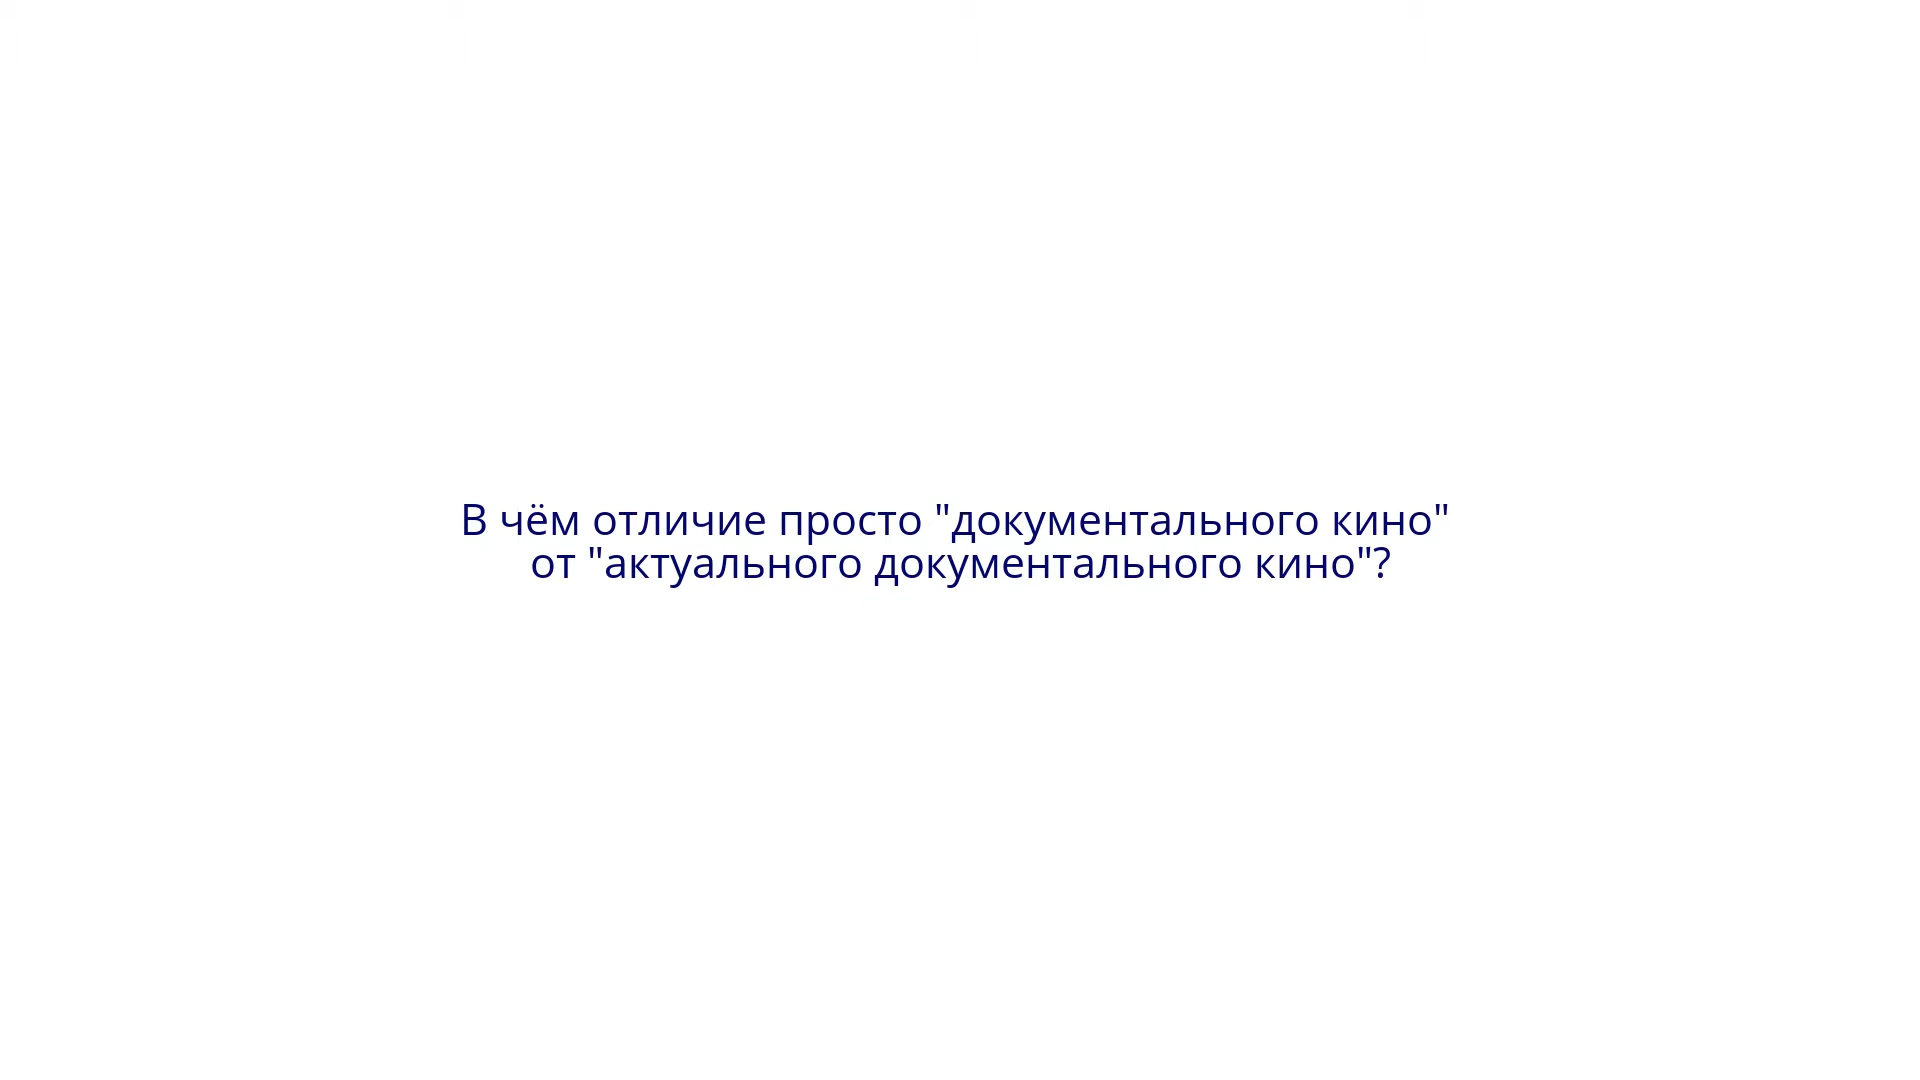 В чём отличие просто "документального кино"
от "актуального документального кино"?